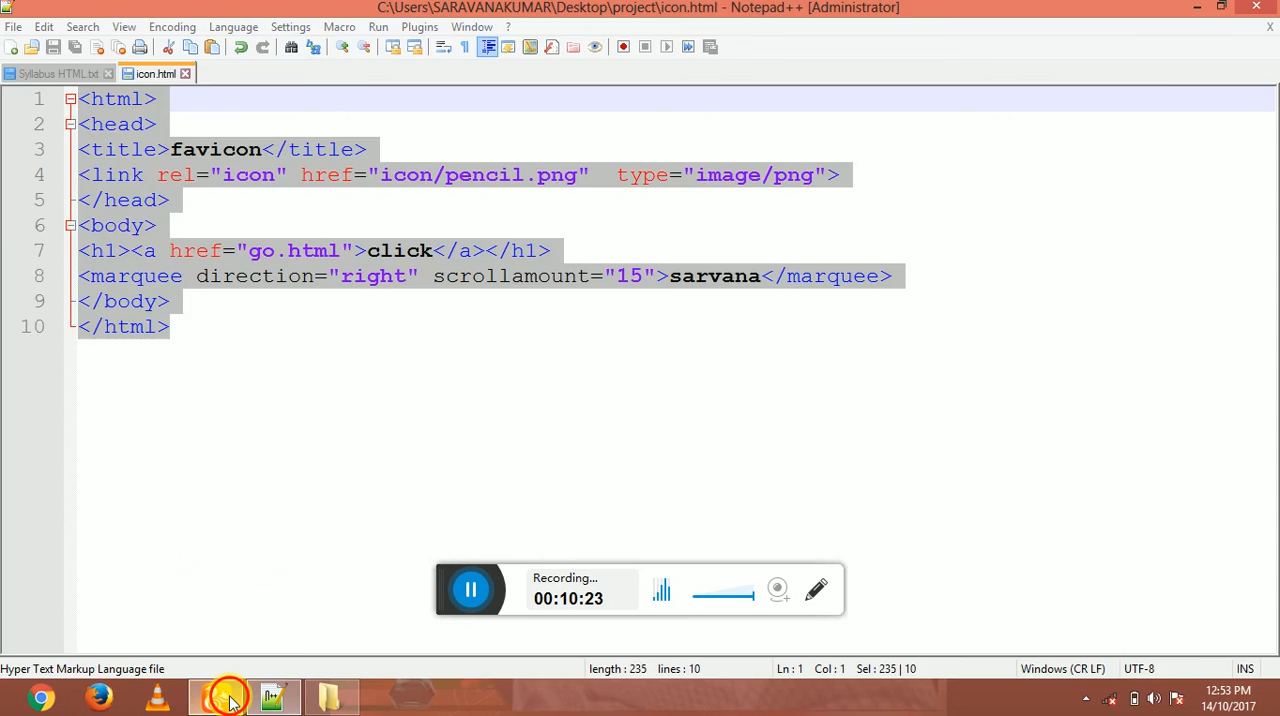 C:\Users\SARAVANAKUMAR\Desktop\project\icon.html - Notepad++ [Administrator]
File Edit Search View Encoding Language Settings Macro Run Plugins Window ?
Syllabus HTML.txt icon.html
1 <html>
2 <head>
3 <title>favicon</title>
4 <link rel="icon" href="icon/pencil.png"  type="image/png">
5 </head>
6 <body>
7 <h1><a href="go.html">click</a></h1>
8 <marquee direction="right" scrollamount="15">sarvana</marquee>
9 </body>
10 </html>
Recording...
00:10:23
Hyper Text Markup Language file length : 235 lines : 10 Ln : 1 Col : 1 Sel : 235 | 10 Windows (CR LF) UTF-8 INS
12:53 PM
14/10/2017